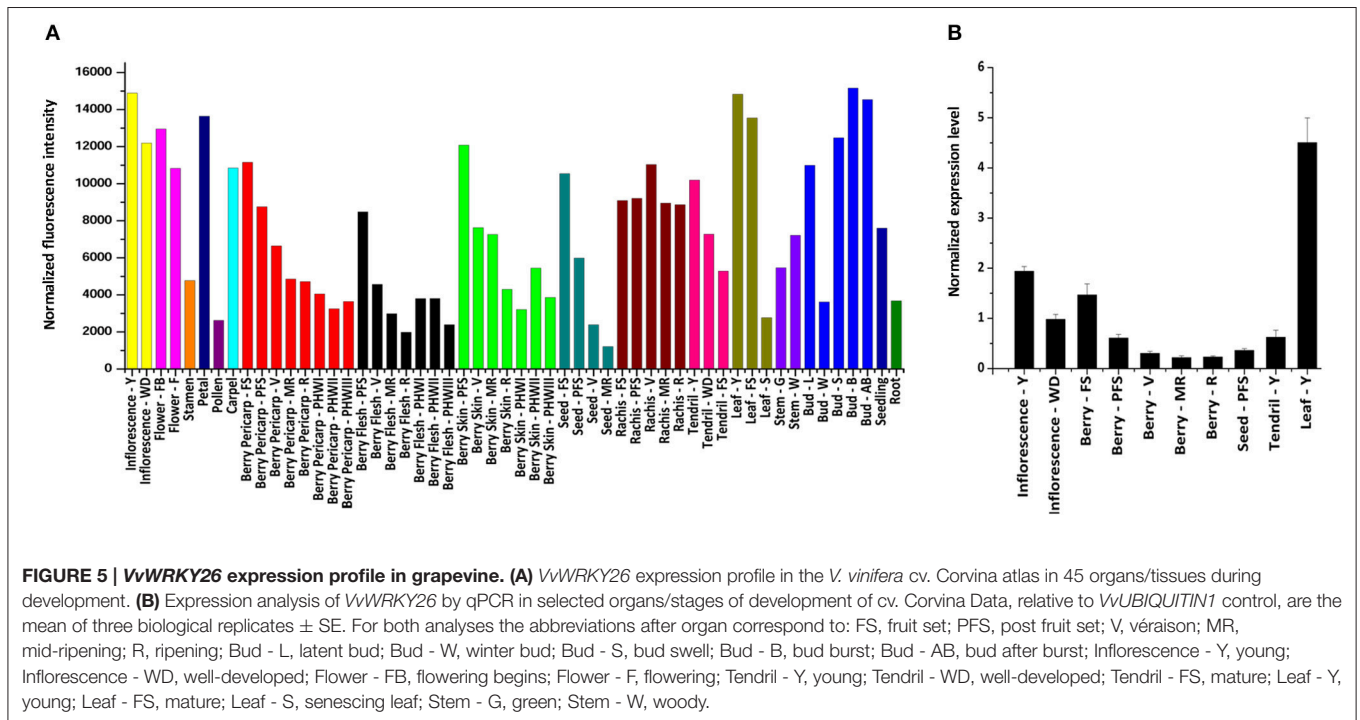 A
Normalized fluorescence intensity
16000
14000
12000
10000
8000
6000
4000
2000
0
Inflorescence - Y
Inflorescence - WD
Flower - FB
Flower - F
Stamen
Petal
Pollen
Carpel
Berry Pericarp - FS
Berry Pericarp - PFS
Berry Pericarp - V
Berry Pericarp - MR
Berry Pericarp - R
Berry Pericarp - PHWI
Berry Pericarp - PHWII
Berry Pericarp - PHWIII
Berry Flesh - PFS
Berry Flesh - V
Berry Flesh - MR
Berry Flesh - R
Berry Flesh - PHWI
Berry Flesh - PHWII
Berry Flesh - PHWIII
Berry Skin - PFS
Berry Skin - V
Berry Skin - MR
Berry Skin - R
Berry Skin - PHWI
Berry Skin - PHWII
Berry Skin - PHWIII
Seed - FS
Seed - PFS
Seed - V
Seed - MR
Rachis - FS
Rachis - PFS
Rachis - V
Rachis - MR
Rachis - R
Tendril - Y
Tendril - WD
Tendril - FS
Leaf - Y
Leaf - FS
Leaf - S
Stem - G
Stem - W
Bud - L
Bud - W
Bud - S
Bud - B
Bud - AB
Seedling
Root
B
Normalized expression level
6
5
4
3
2
1
0
Inflorescence - Y
Inflorescence - WD
Berry - FS
Berry - PFS
Berry - V
Berry - MR
Berry - R
Seed - PFS
Tendril - Y
Leaf - Y
FIGURE 5 | VvWRKY26 expression profile in grapevine. (A) VvWRKY26 expression profile in the V. vinifera cv. Corvina atlas in 45 organs/tissues during
development. (B) Expression analysis of VvWRKY26 by qPCR in selected organs/stages of development of cv. Corvina Data, relative to VvUBIQUITIN1 control, are the
mean of three biological replicates ± SE. For both analyses the abbreviations after organ correspond to: FS, fruit set; PFS, post fruit set; V, véraison; MR,
mid-ripening; R, ripening; Bud - L, latent bud; Bud - W, winter bud; Bud - S, bud swell; Bud - B, bud burst; Bud - AB, bud after burst; Inflorescence - Y, young;
Inflorescence - WD, well-developed; Flower - FB, flowering begins; Flower - F, flowering; Tendril - Y, young; Tendril - WD, well-developed; Tendril - FS, mature; Leaf - Y,
young; Leaf - FS, mature; Leaf - S, senescing leaf; Stem - G, green; Stem - W, woody.